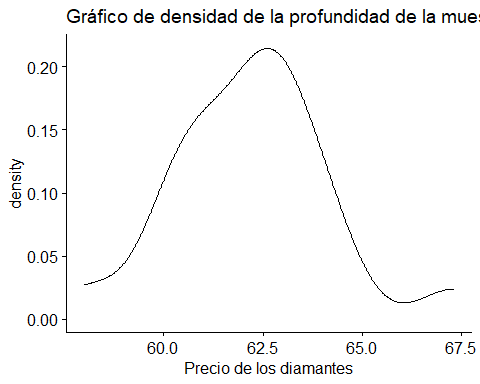 Gráfico de densidad de la profundidad de la mues
0.20
0.15
0.10
0.05
0.00
density
60.0 62.5 65.0 67.5
Precio de los diamantes